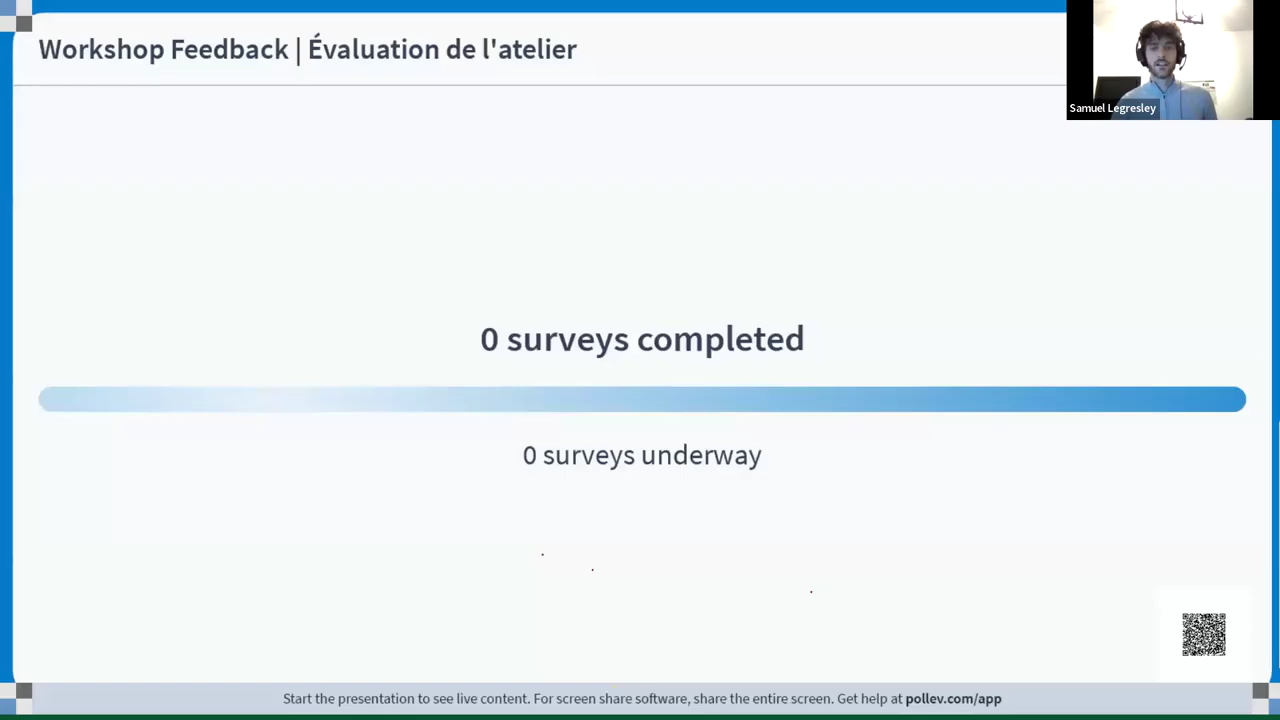 Workshop Feedback | Évaluation de l'atelier
Samuel Legresley
0 surveys completed
0 surveys underway
Start the presentation to see live content. For screen share software, share the entire screen. Get help at pollev.com/app